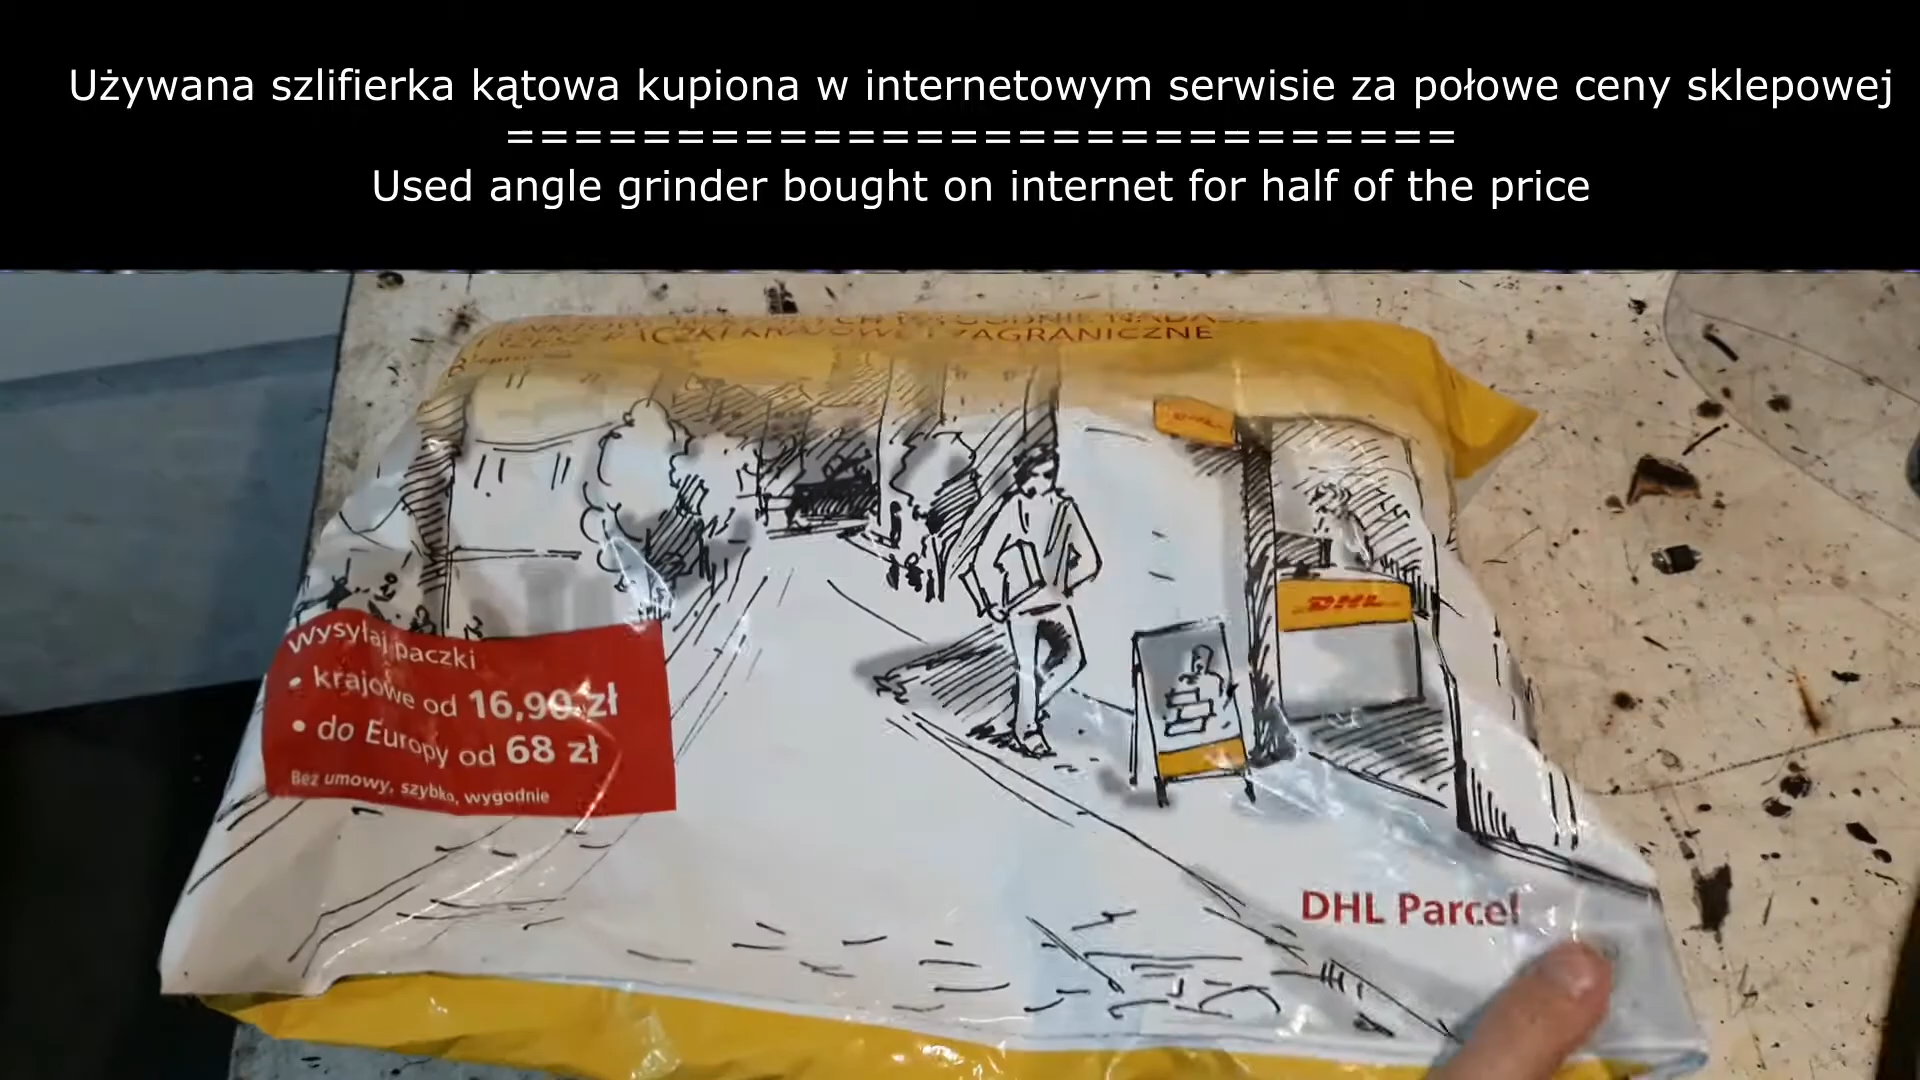 Używana szlifierka kątowa kupiona w internetowym serwisie za połowe ceny sklepowej
============================
Used angle grinder bought on internet for half of the price
ZAGRANICZNE
DHL
DHL
Wysyłaj paczki
• krajowe od 16,90 zł
• do Europy od 68 zł
Bez umowy, szybko, wygodnie
DHL Parcel